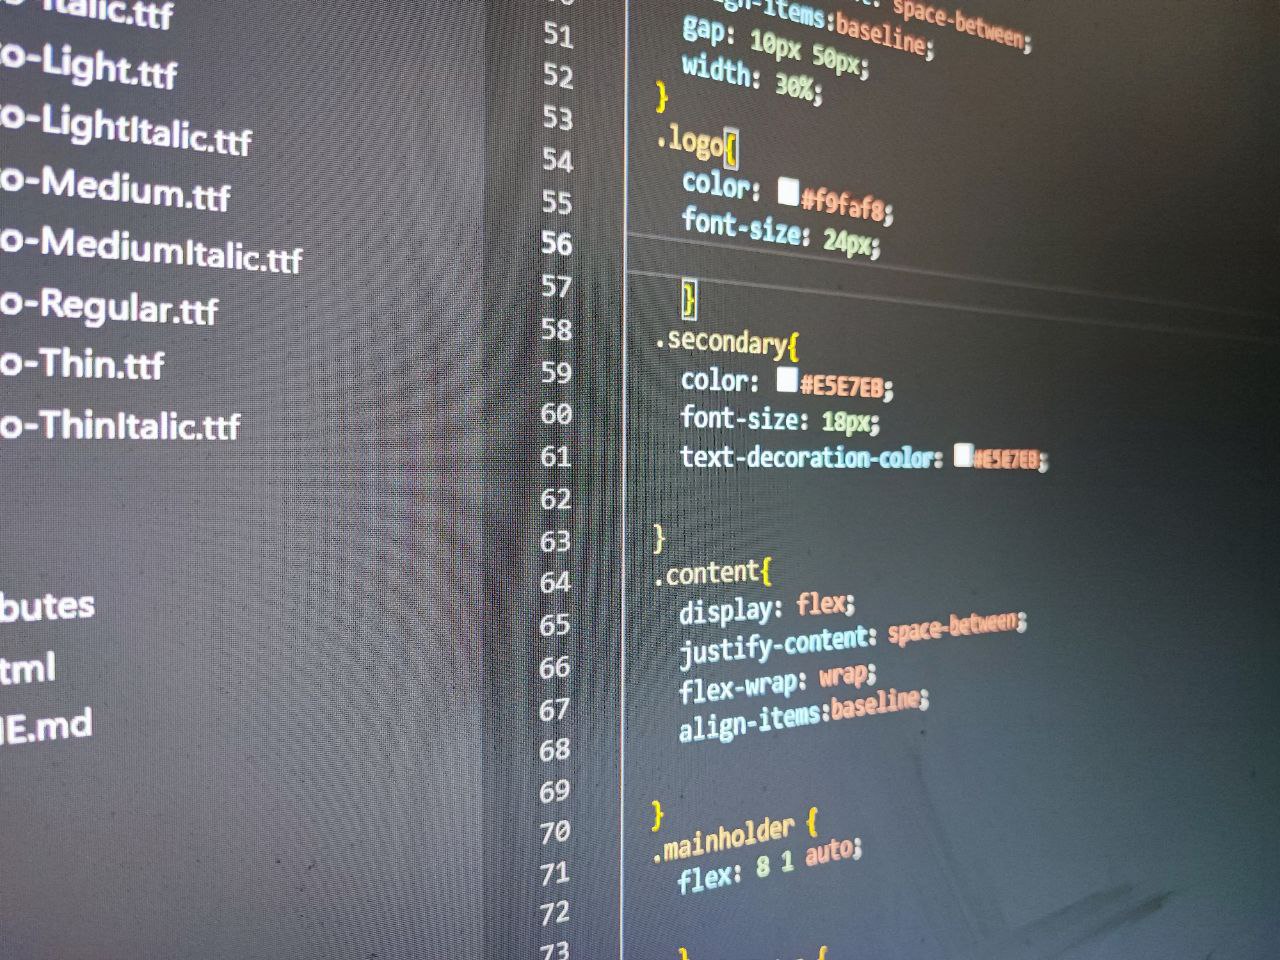 Italic.ttf
o-Light.ttf
o-LightItalic.ttf
o-Medium.ttf
o-MediumItalic.ttf
o-Regular.ttf
o-Thin.ttf
o-ThinItalic.ttf
butes
tml
E.md
space-between;
51 ign-items:baseline;
52 gap: 10px 50px;
53 width: 30%;
54 }
55 .logo{
56 color: #f9faf8;
57 font-size: 24px;
58 }
59 .secondary{
60 color: #E5E7EB;
61 font-size: 18px;
62 text-decoration-color: #E5E7EB;
63
64 }
65 .content{
66 display: flex;
67 justify-content: space-between;
68 flex-wrap: wrap;
69 align-items:baseline;
70
71 }
72 .mainholder {
73 flex: 8 1 auto;
}
{